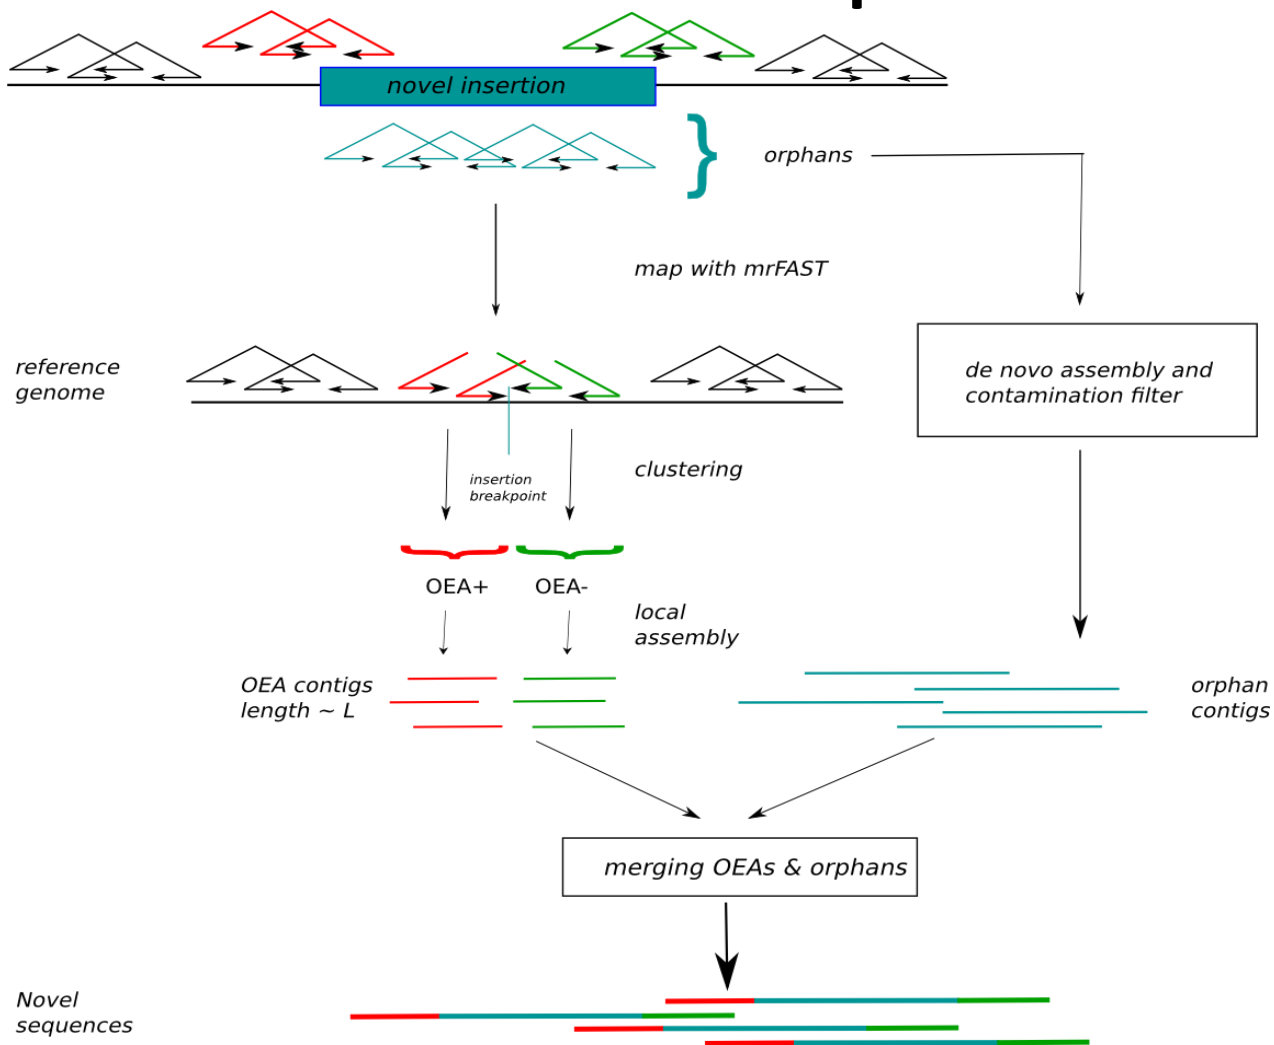 novel insertion
orphans
map with mrFAST
reference
genome
de novo assembly and
contamination filter
clustering
insertion
breakpoint
OEA+ OEA-
local
assembly
OEA contigs
length ~ L
orphan
contigs
merging OEAs & orphans
Novel
sequences